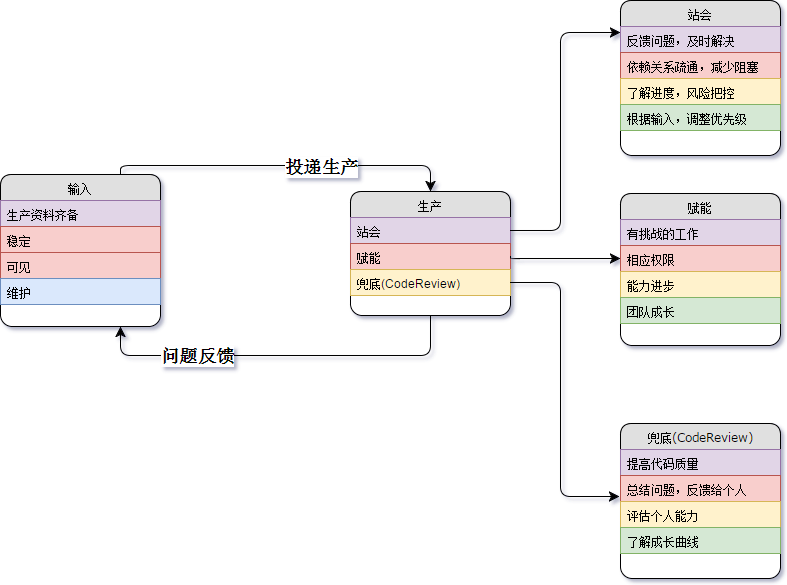 站会
反馈问题，及时解决
依赖关系疏通，减少阻塞
了解进度，风险把控
根据输入，调整优先级
投递生产
输入
生产资料齐备
稳定
可见
维护
生产
站会
赋能
兜底(CodeReview)
问题反馈
赋能
有挑战的工作
相应权限
能力进步
团队成长
兜底(CodeReview)
提高代码质量
总结问题，反馈给个人
评估个人能力
了解成长曲线